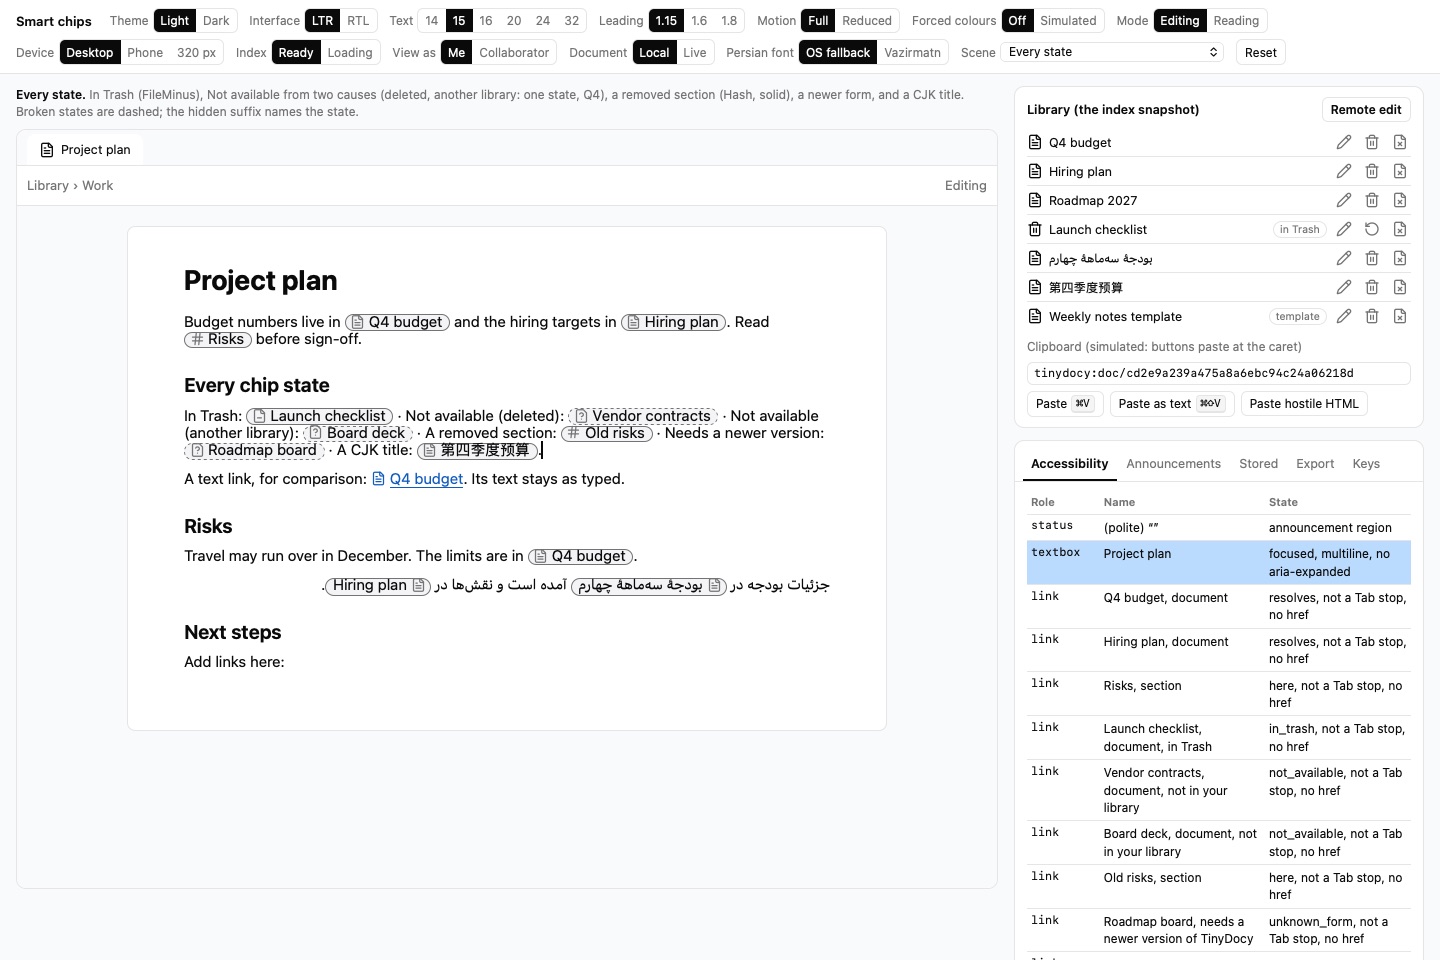 Smart chips Theme Light Dark Interface LTR RTL Text 14 15 16 20 24 32 Leading 1.15 1.6 1.8 Motion Full Reduced Forced colours Off Simulated Mode Editing Reading
Device Desktop Phone 320 px Index Ready Loading View as Me Collaborator Document Local Live Persian font OS fallback Vazirmatn Scene Every state Reset
Every state. In Trash (FileMinus), Not available from two causes (deleted, another library: one state, Q4), a removed section (Hash, solid), a newer form, and a CJK title.
Broken states are dashed; the hidden suffix names the state.
Project plan
Library › Work Editing
Project plan
Budget numbers live in Q4 budget and the hiring targets in Hiring plan. Read
# Risks before sign-off.
Every chip state
In Trash: Launch checklist · Not available (deleted): Vendor contracts · Not available
(another library): Board deck · A removed section: # Old risks · Needs a newer version:
Roadmap board · A CJK title: 第四季度预算.
A text link, for comparison: Q4 budget. Its text stays as typed.
Risks
Travel may run over in December. The limits are in Q4 budget.
جزئیات بودجه در بودجهٔ سه‌ماههٔ چهارم آمده است و نقش‌ها در Hiring plan.
Next steps
Add links here:
Library (the index snapshot) Remote edit
Q4 budget
Hiring plan
Roadmap 2027
Launch checklist in Trash
بودجهٔ سه‌ماههٔ چهارم
第四季度预算
Weekly notes template template
Clipboard (simulated: buttons paste at the caret)
tinydocy:doc/cd2e9a239a475a8a6ebc94c24a06218d
Paste ⌘V Paste as text ⌘⇧V Paste hostile HTML
Accessibility Announcements Stored Export Keys
Role Name State
status (polite) “” announcement region
textbox Project plan focused, multiline, no
aria-expanded
link Q4 budget, document resolves, not a Tab stop,
no href
link Hiring plan, document resolves, not a Tab stop,
no href
link Risks, section here, not a Tab stop, no
href
link Launch checklist, in_trash, not a Tab stop,
document, in Trash no href
link Vendor contracts, not_available, not a Tab
document, not in your stop, no href
library
link Board deck, document, not not_available, not a Tab
in your library stop, no href
link Old risks, section here, not a Tab stop, no
href
link Roadmap board, needs a unknown_form, not a
newer version of TinyDocy Tab stop, no href